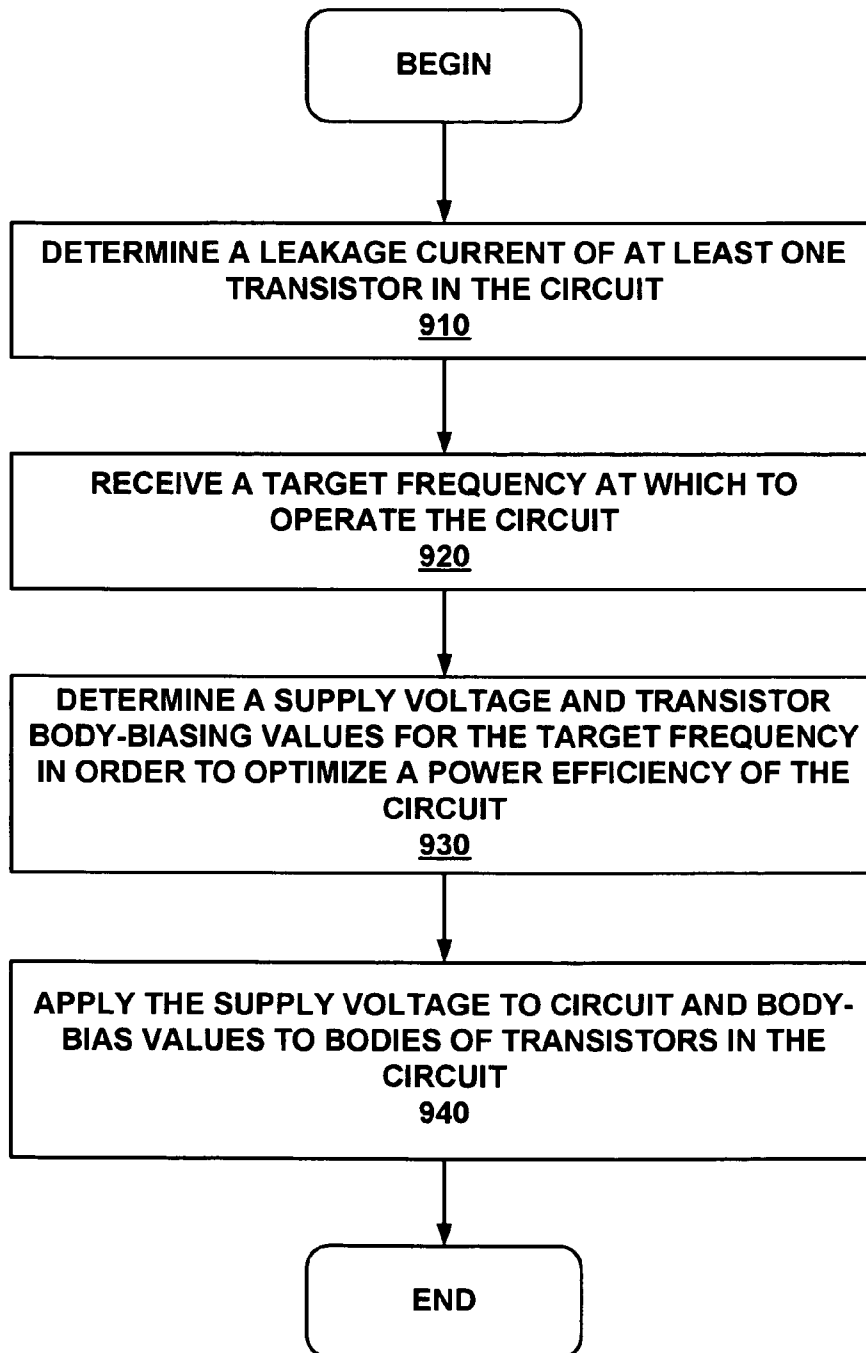 BEGIN
DETERMINE A LEAKAGE CURRENT OF AT LEAST ONE
TRANSISTOR IN THE CIRCUIT
910
RECEIVE A TARGET FREQUENCY AT WHICH TO
OPERATE THE CIRCUIT
920
DETERMINE A SUPPLY VOLTAGE AND TRANSISTOR
BODY-BIASING VALUES FOR THE TARGET FREQUENCY
IN ORDER TO OPTIMIZE A POWER EFFICIENCY OF THE
CIRCUIT
930
APPLY THE SUPPLY VOLTAGE TO CIRCUIT AND BODY-
BIAS VALUES TO BODIES OF TRANSISTORS IN THE
CIRCUIT
940
END